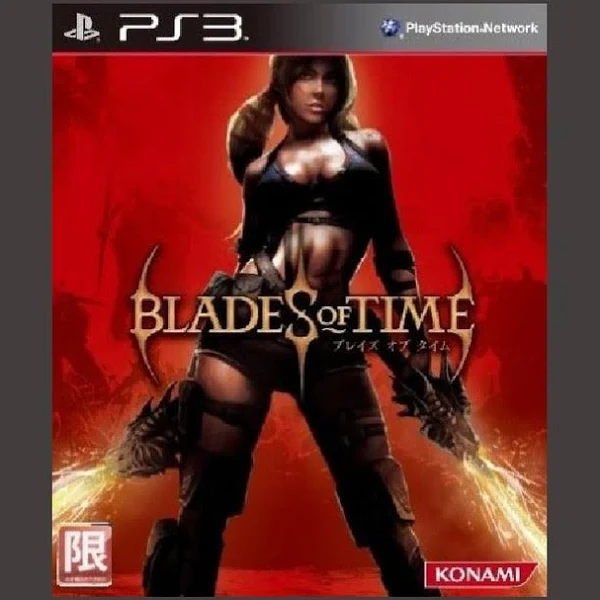 PS3
PlayStation Network
BLADES OF TIME
ブレイズ オブ タイム
限
KONAMI